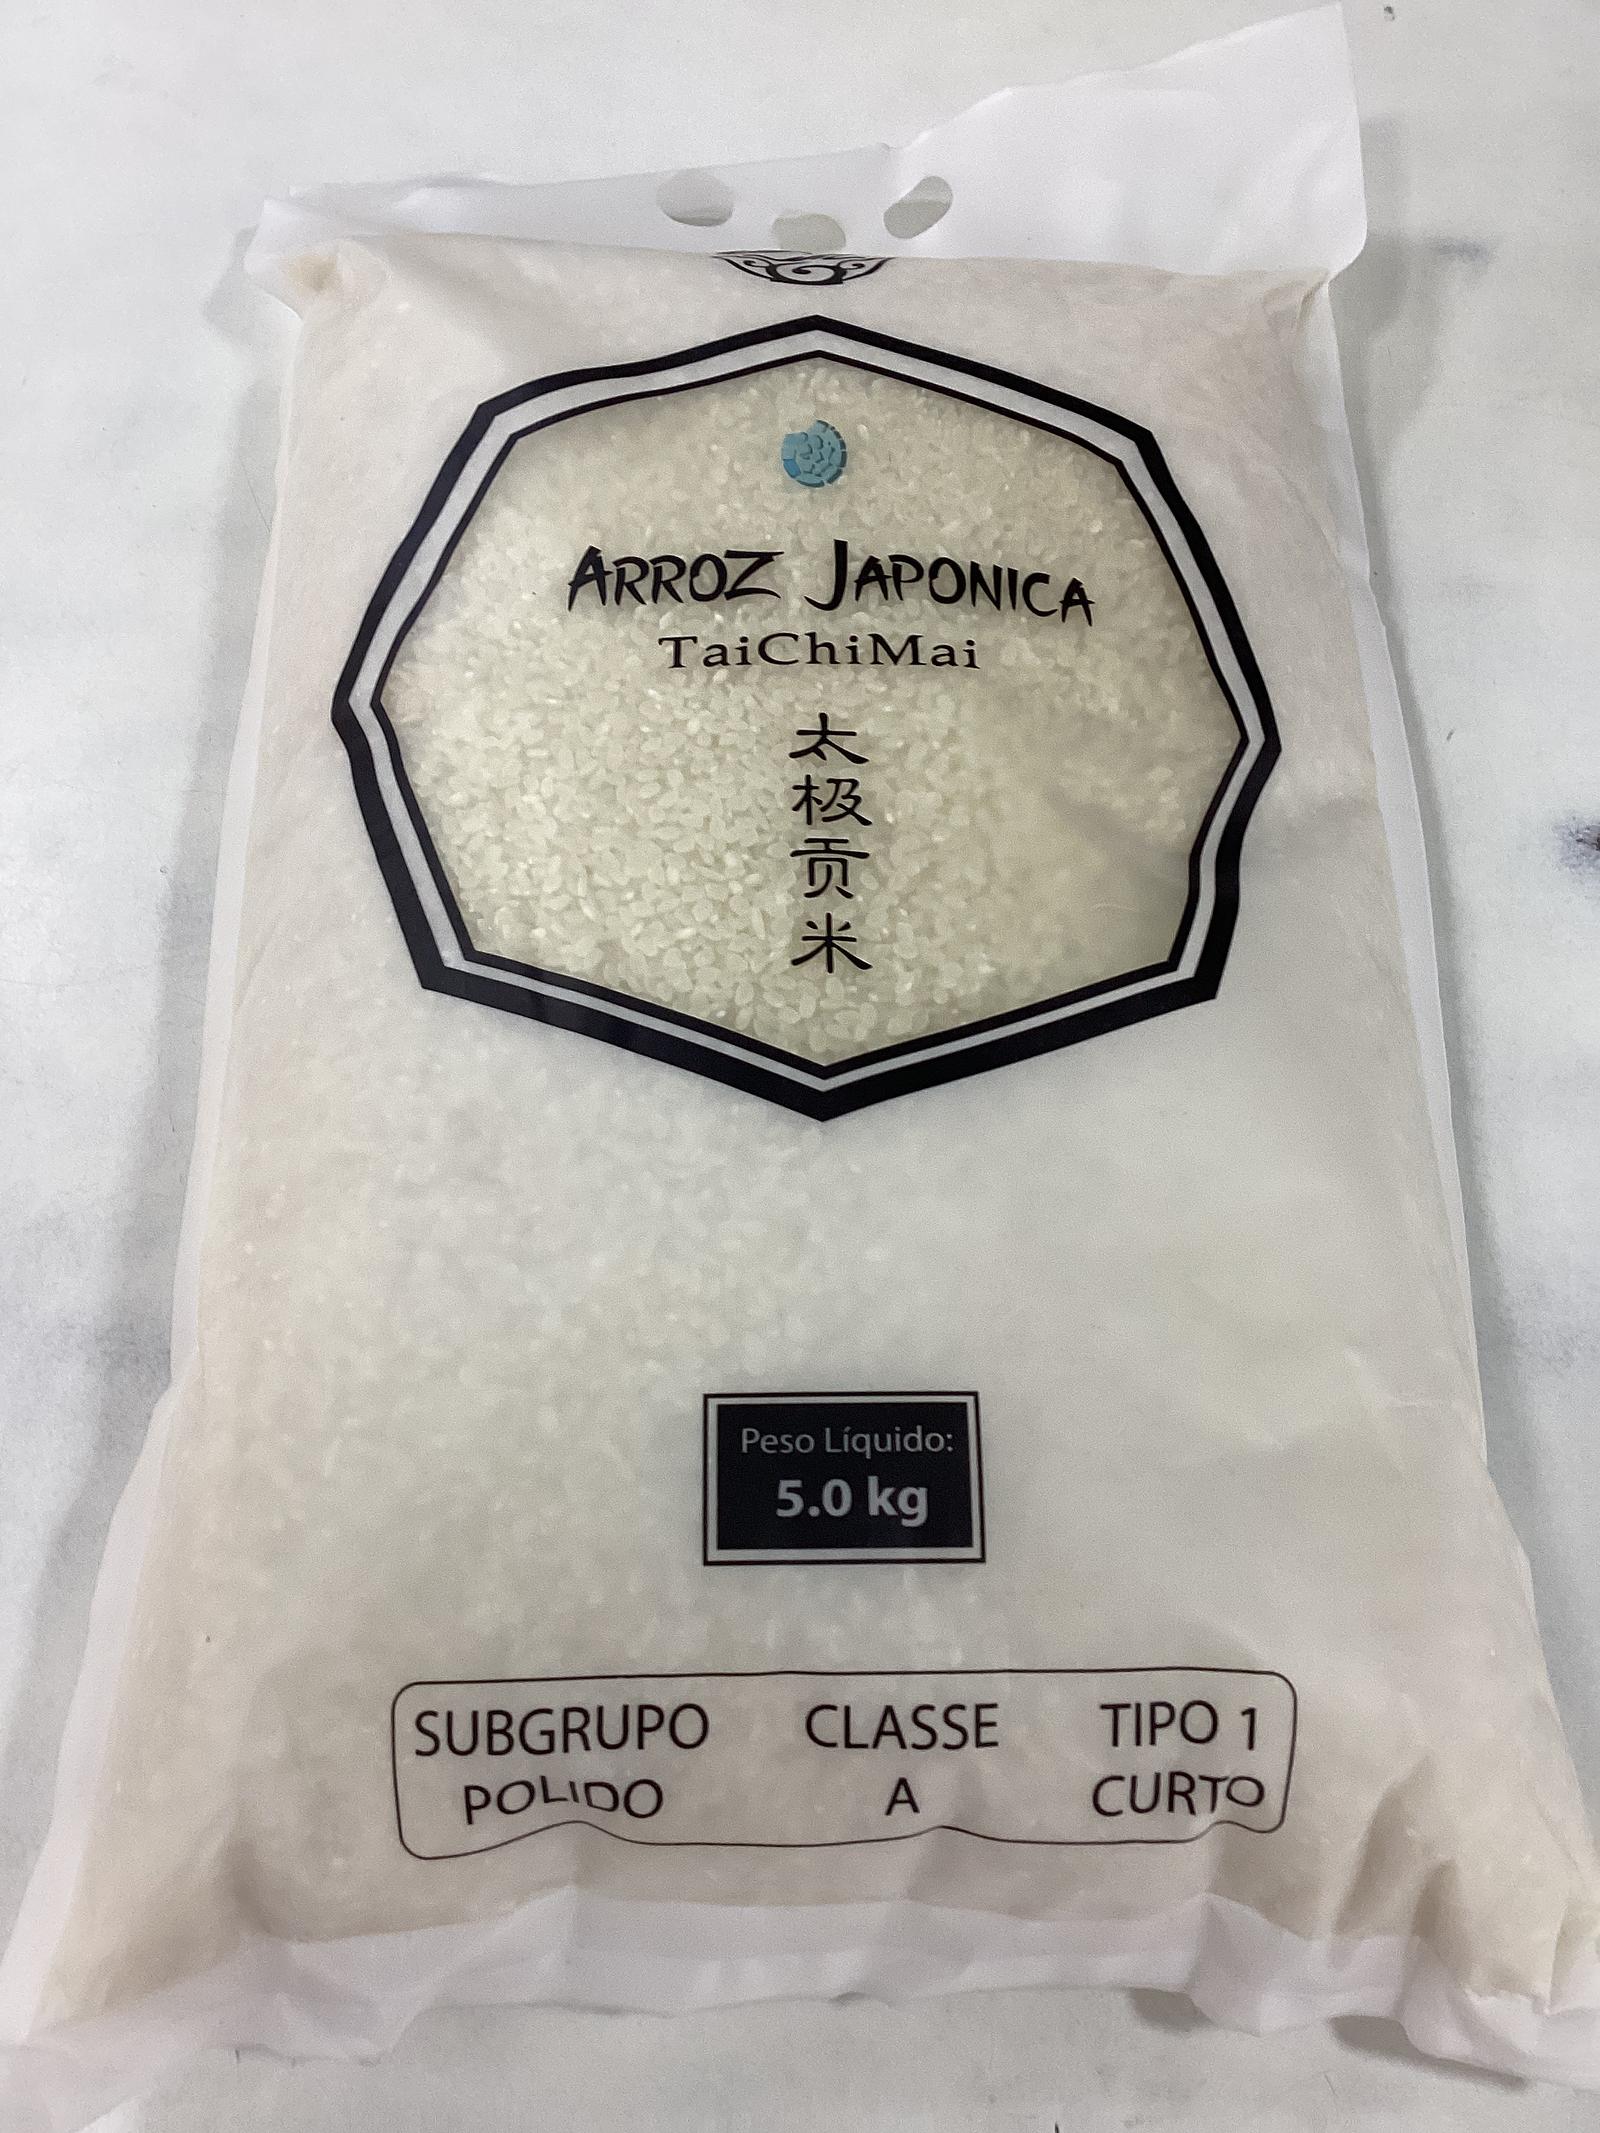 ARROZ JAPONICA
TaiChiMai
太极贡米
Peso Líquido:
5.0 kg
SUBGRUPO CLASSE TIPO 1
POLIDO A CURTO